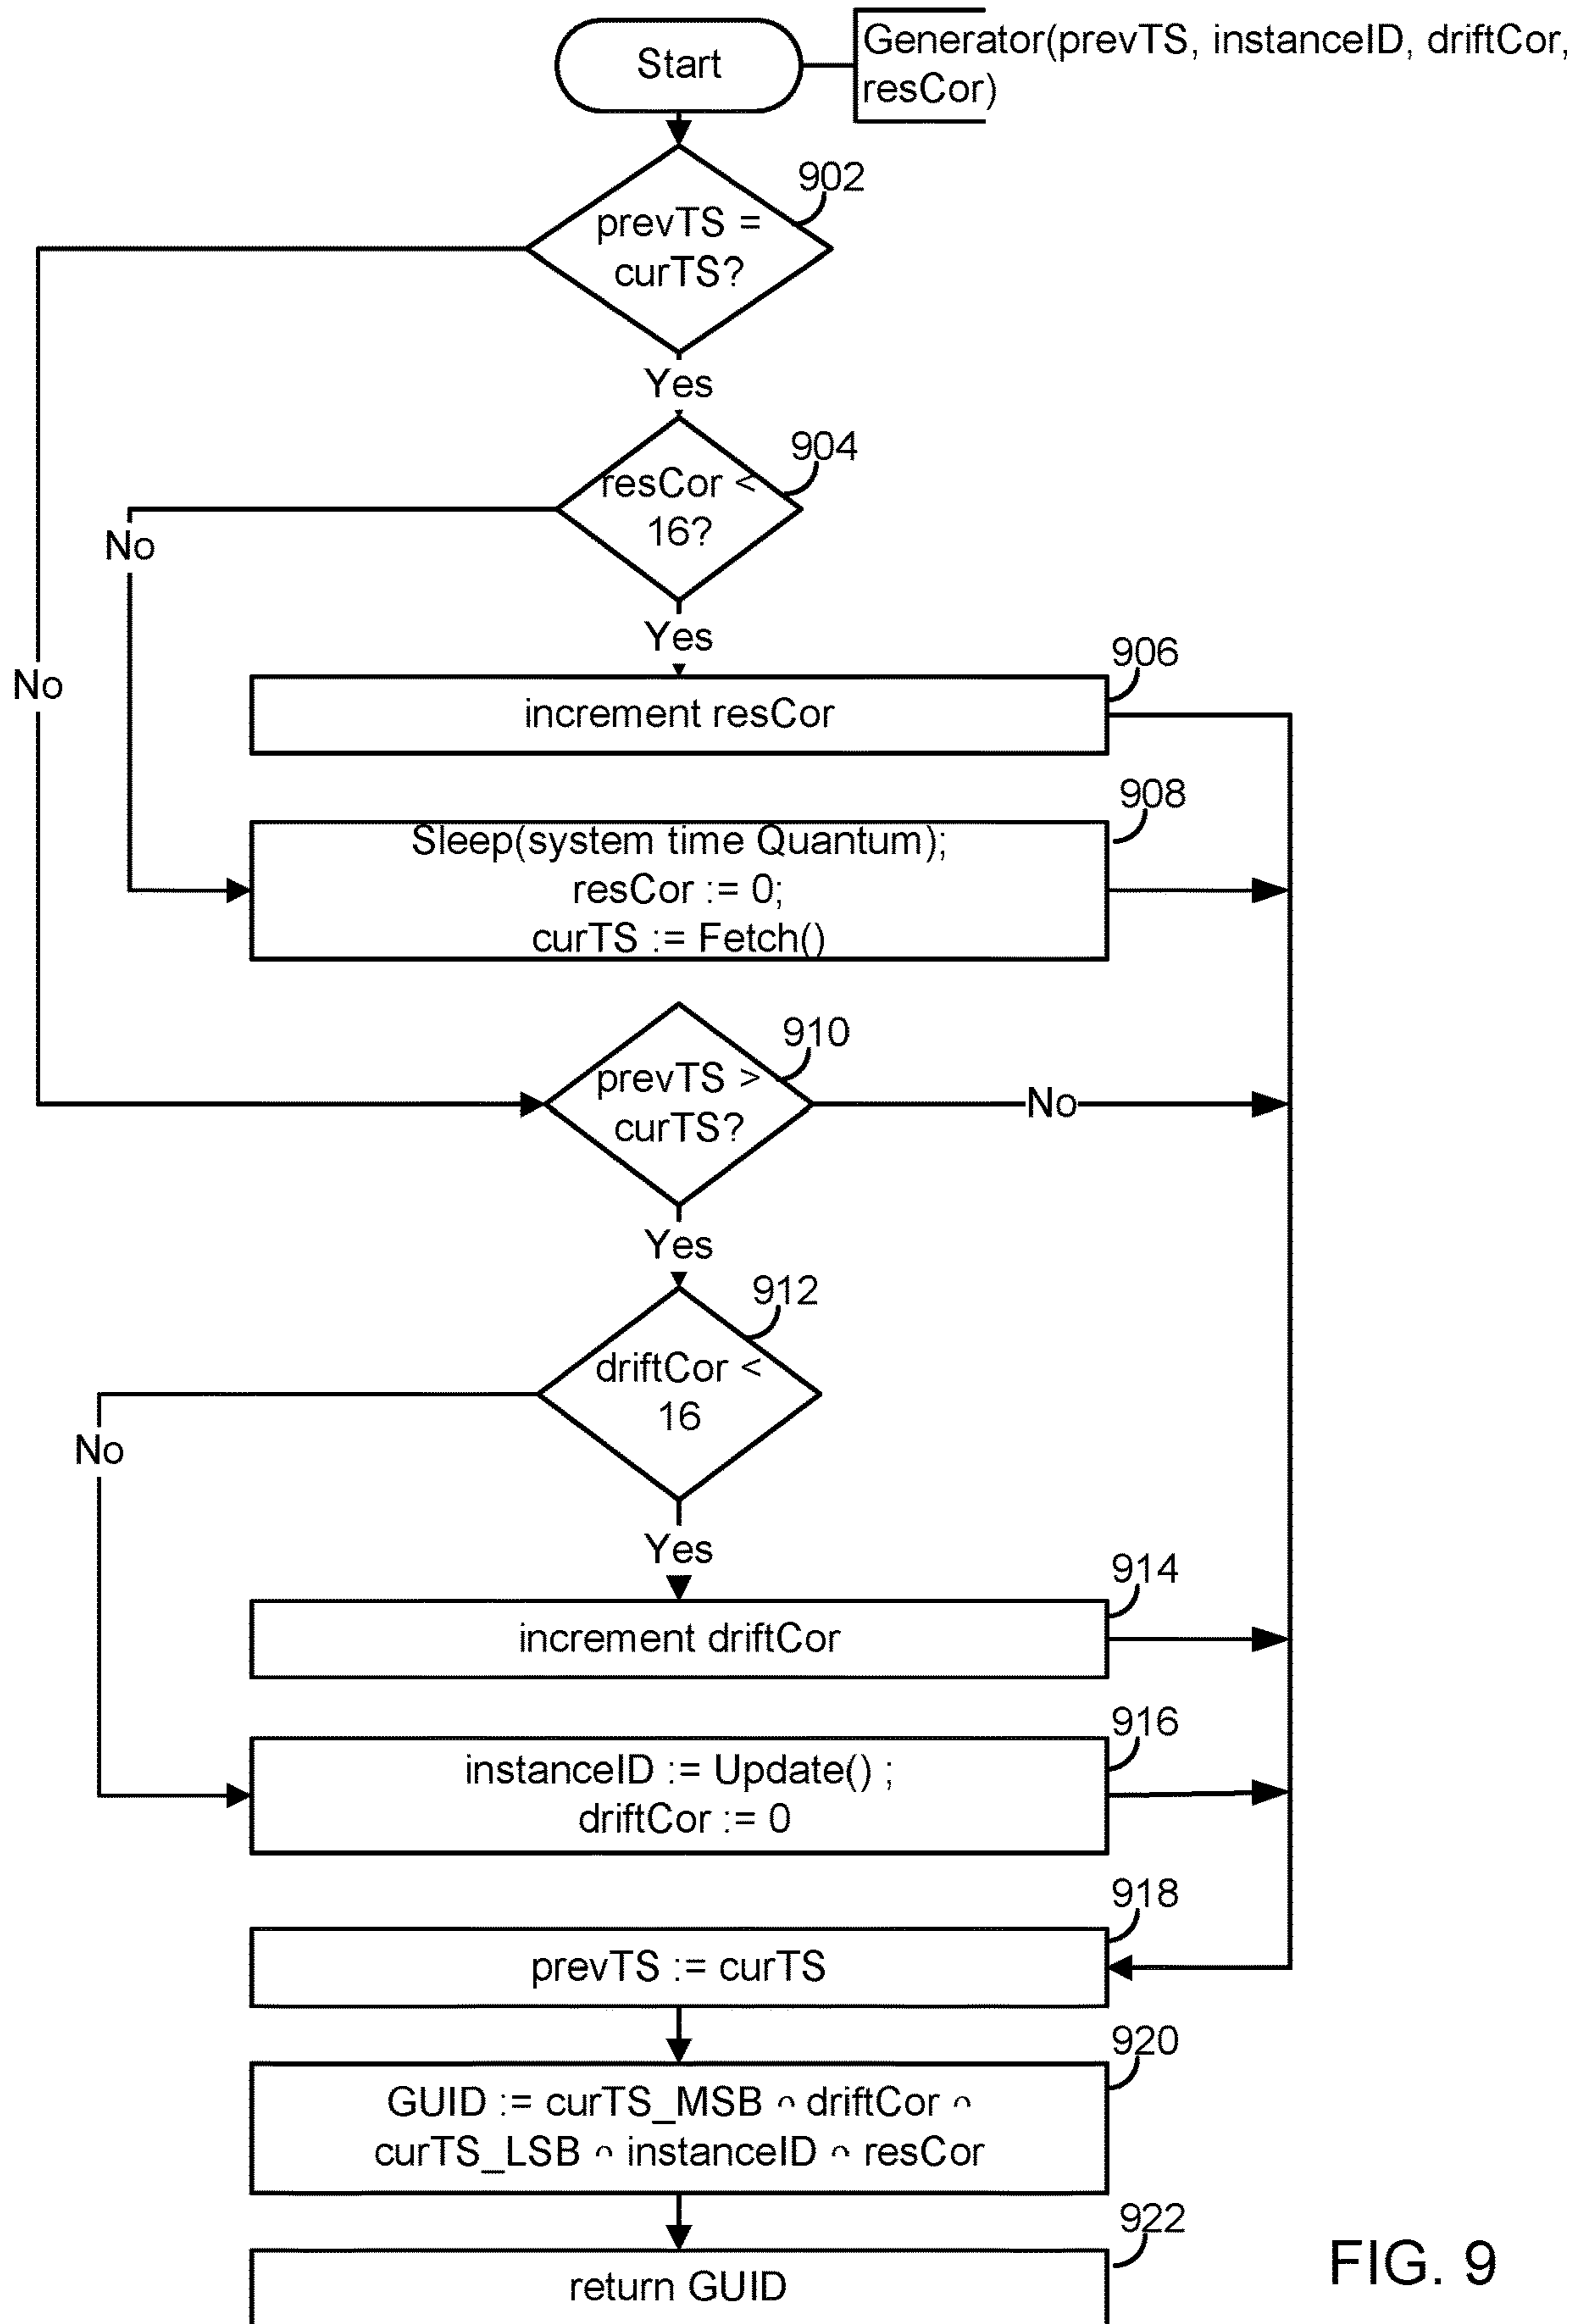 Start
Generator(prevTS, instanceID, driftCor,
resCor)
902
prevTS =
curTS?
Yes
904
resCor <
16?
No
Yes
906
No
increment resCor
908
Sleep(system time Quantum);
resCor := 0;
curTS := Fetch()
910
prevTS >
curTS?
No
Yes
912
driftCor <
16
No
Yes
914
increment driftCor
916
instanceID := Update() ;
driftCor := 0
918
prevTS := curTS
920
GUID := curTS_MSB ∩ driftCor ∩
curTS_LSB ∩ instanceID ∩ resCor
922
return GUID
FIG. 9